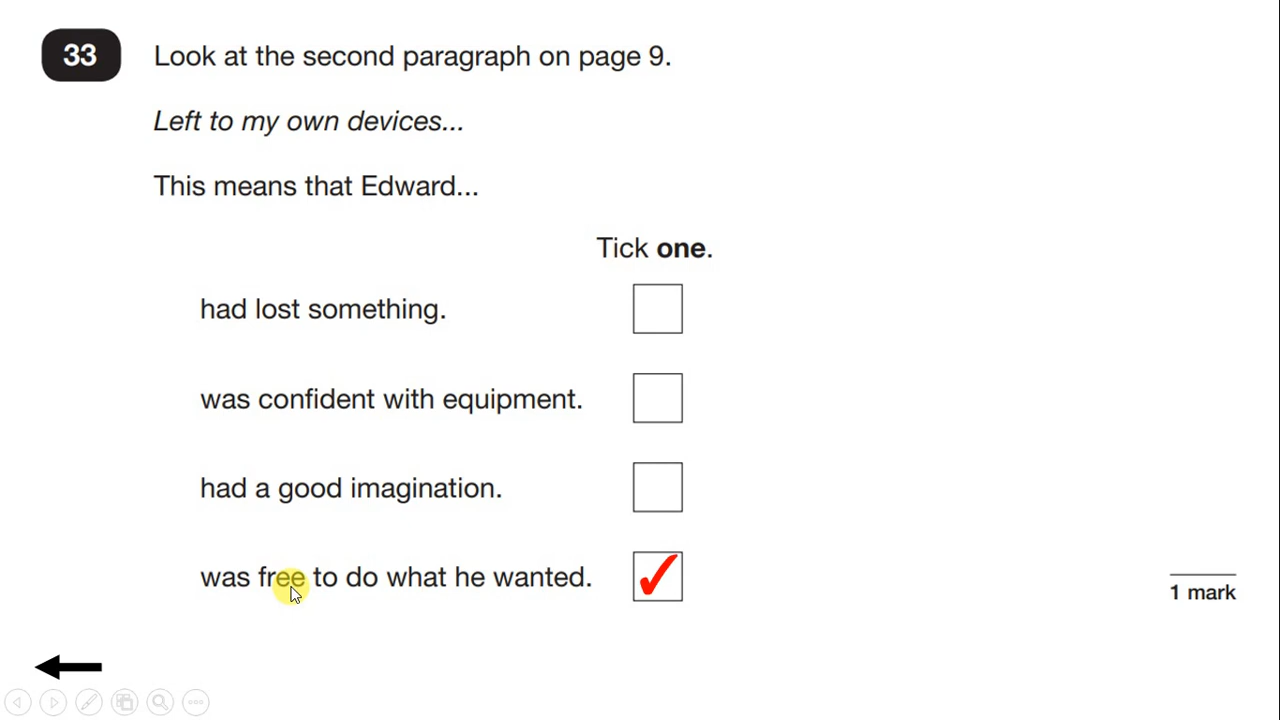 33 Look at the second paragraph on page 9.
Left to my own devices...
This means that Edward...
Tick one.
had lost something.
was confident with equipment.
had a good imagination.
was free to do what he wanted.
1 mark